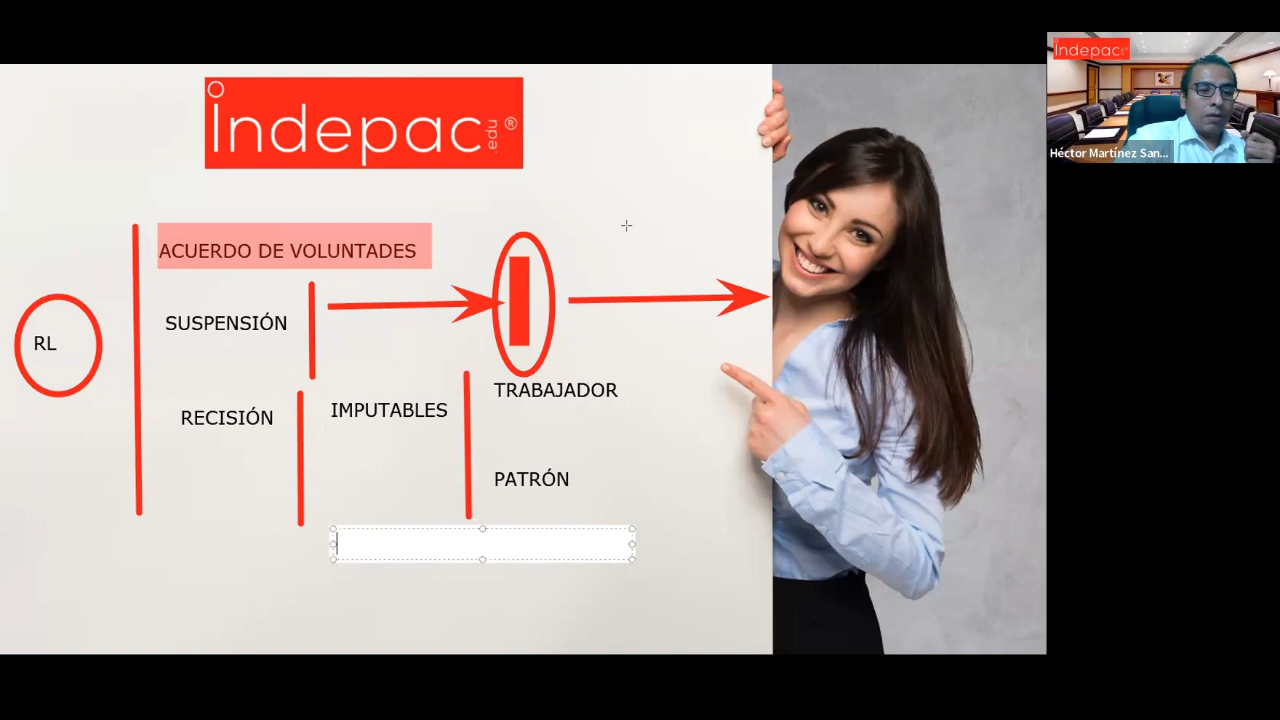 Indepac.edu®
ACUERDO DE VOLUNTADES
SUSPENSIÓN
RL
RECISIÓN
IMPUTABLES
TRABAJADOR
PATRÓN
Indepac
Héctor Martínez San...